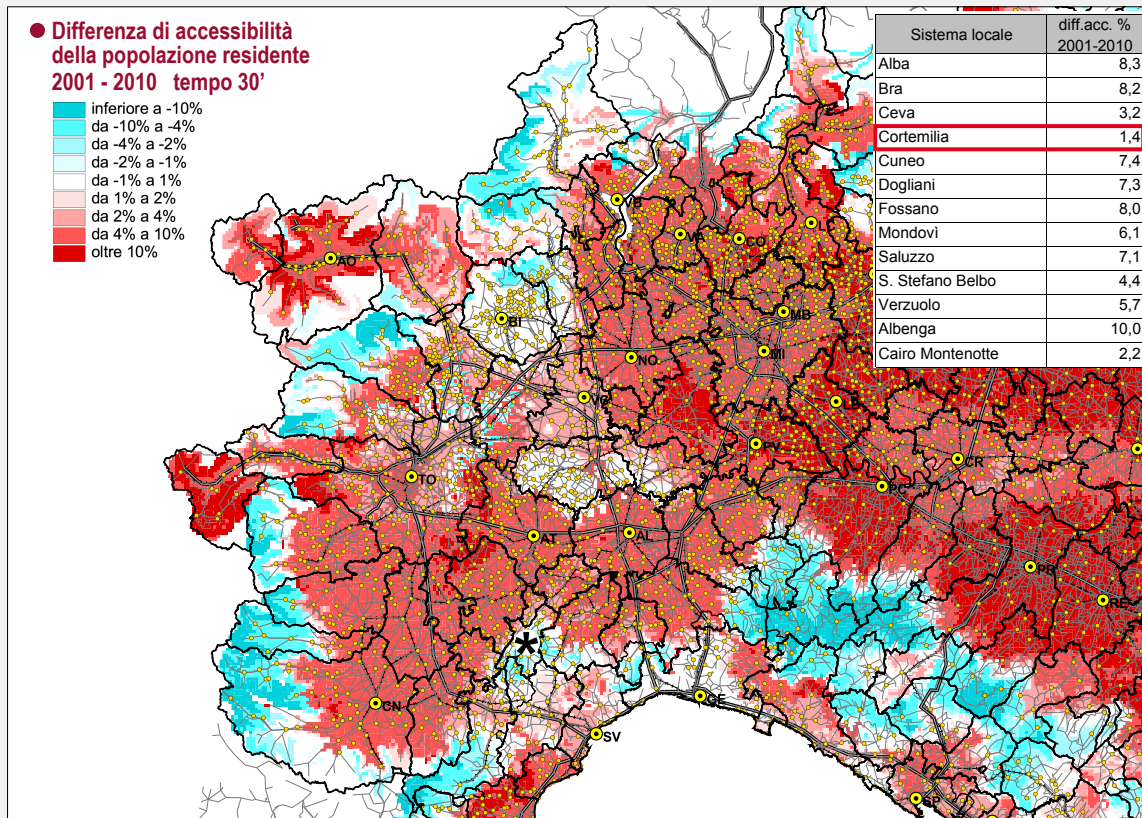 Differenza di accessibilità
della popolazione residente
2001 - 2010 tempo 30'
inferiore a -10%
da -10% a -4%
da -4% a -2%
da -2% a -1%
da -1% a 1%
da 1% a 2%
da 2% a 4%
da 4% a 10%
oltre 10%
Sistema locale diff.acc. % 2001-2010
Alba 8,3
Bra 8,2
Ceva 3,2
Cortemilia 1,4
Cuneo 7,4
Dogliani 7,3
Fossano 8,0
Mondovì 6,1
Saluzzo 7,1
S. Stefano Belbo 4,4
Verzuolo 5,7
Albenga 10,0
Cairo Montenotte 2,2
VB
VA
CO
AO
BI
MB
NO
MI
VC
PV
CR
TO
AT
AL
PR
RE
*
CN
GE
SV
SP